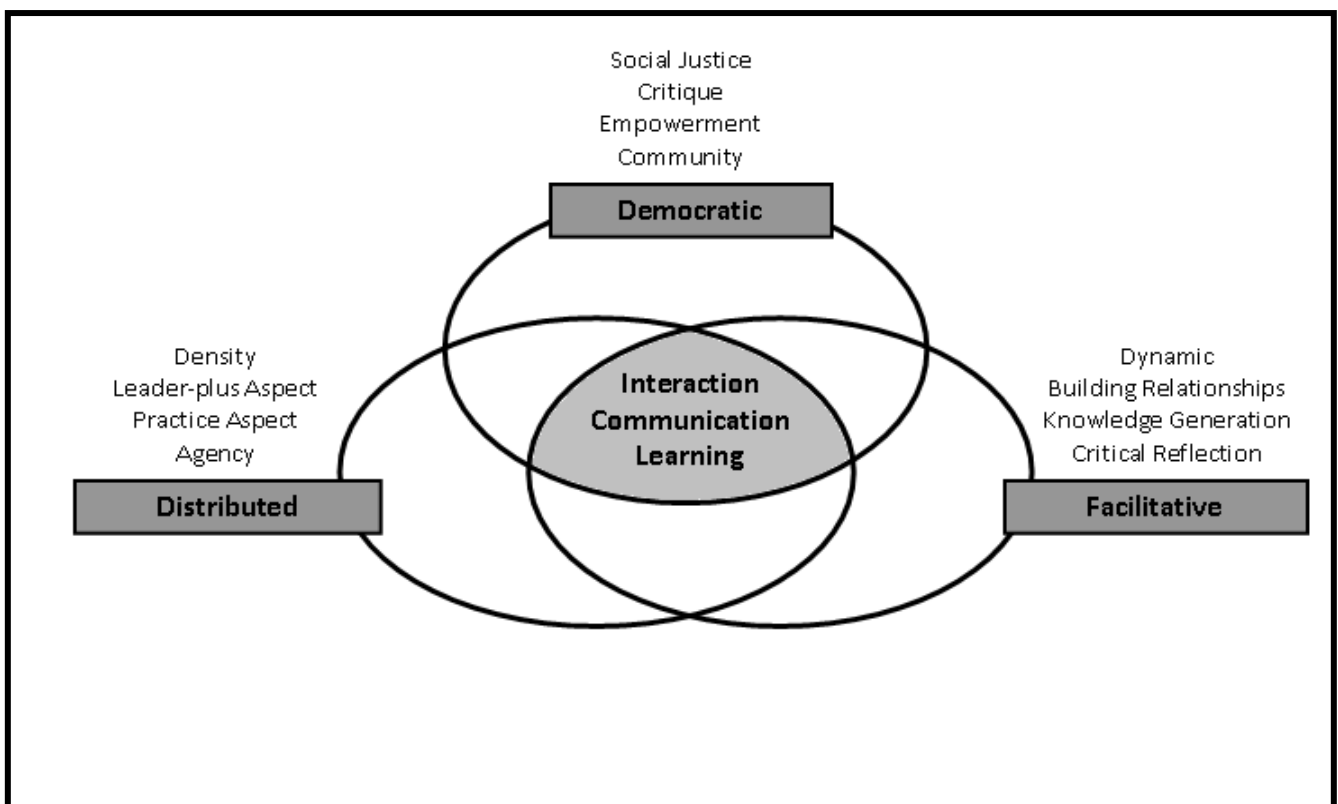 Social Justice
Critique
Empowerment
Community
Democratic
Density
Leader-plus Aspect
Practice Aspect
Agency
Distributed
Interaction
Communication
Learning
Dynamic
Building Relationships
Knowledge Generation
Critical Reflection
Facilitative